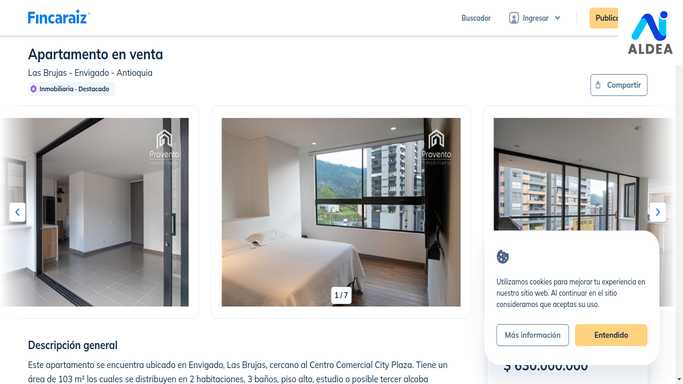 Fincaraiz
Buscador
Ingresar
Publica
ALDEA
Apartamento en venta
Las Brujas - Envigado - Antioquia
Inmobiliaria - Destacado
Compartir
Provento
Provento
1 / 7
Utilizamos cookies para mejorar tu experiencia en
nuestro sitio web. Al continuar en el sitio
consideramos que aceptas su uso.
Más información
Entendido
$ 630.000.000
Descripción general
Este apartamento se encuentra ubicado en Envigado, Las Brujas, cercano al Centro Comercial City Plaza. Tiene un
área de 103 m² los cuales se distribuyen en 2 habitaciones, 3 baños, piso alto, estudio o posible tercer alcoba